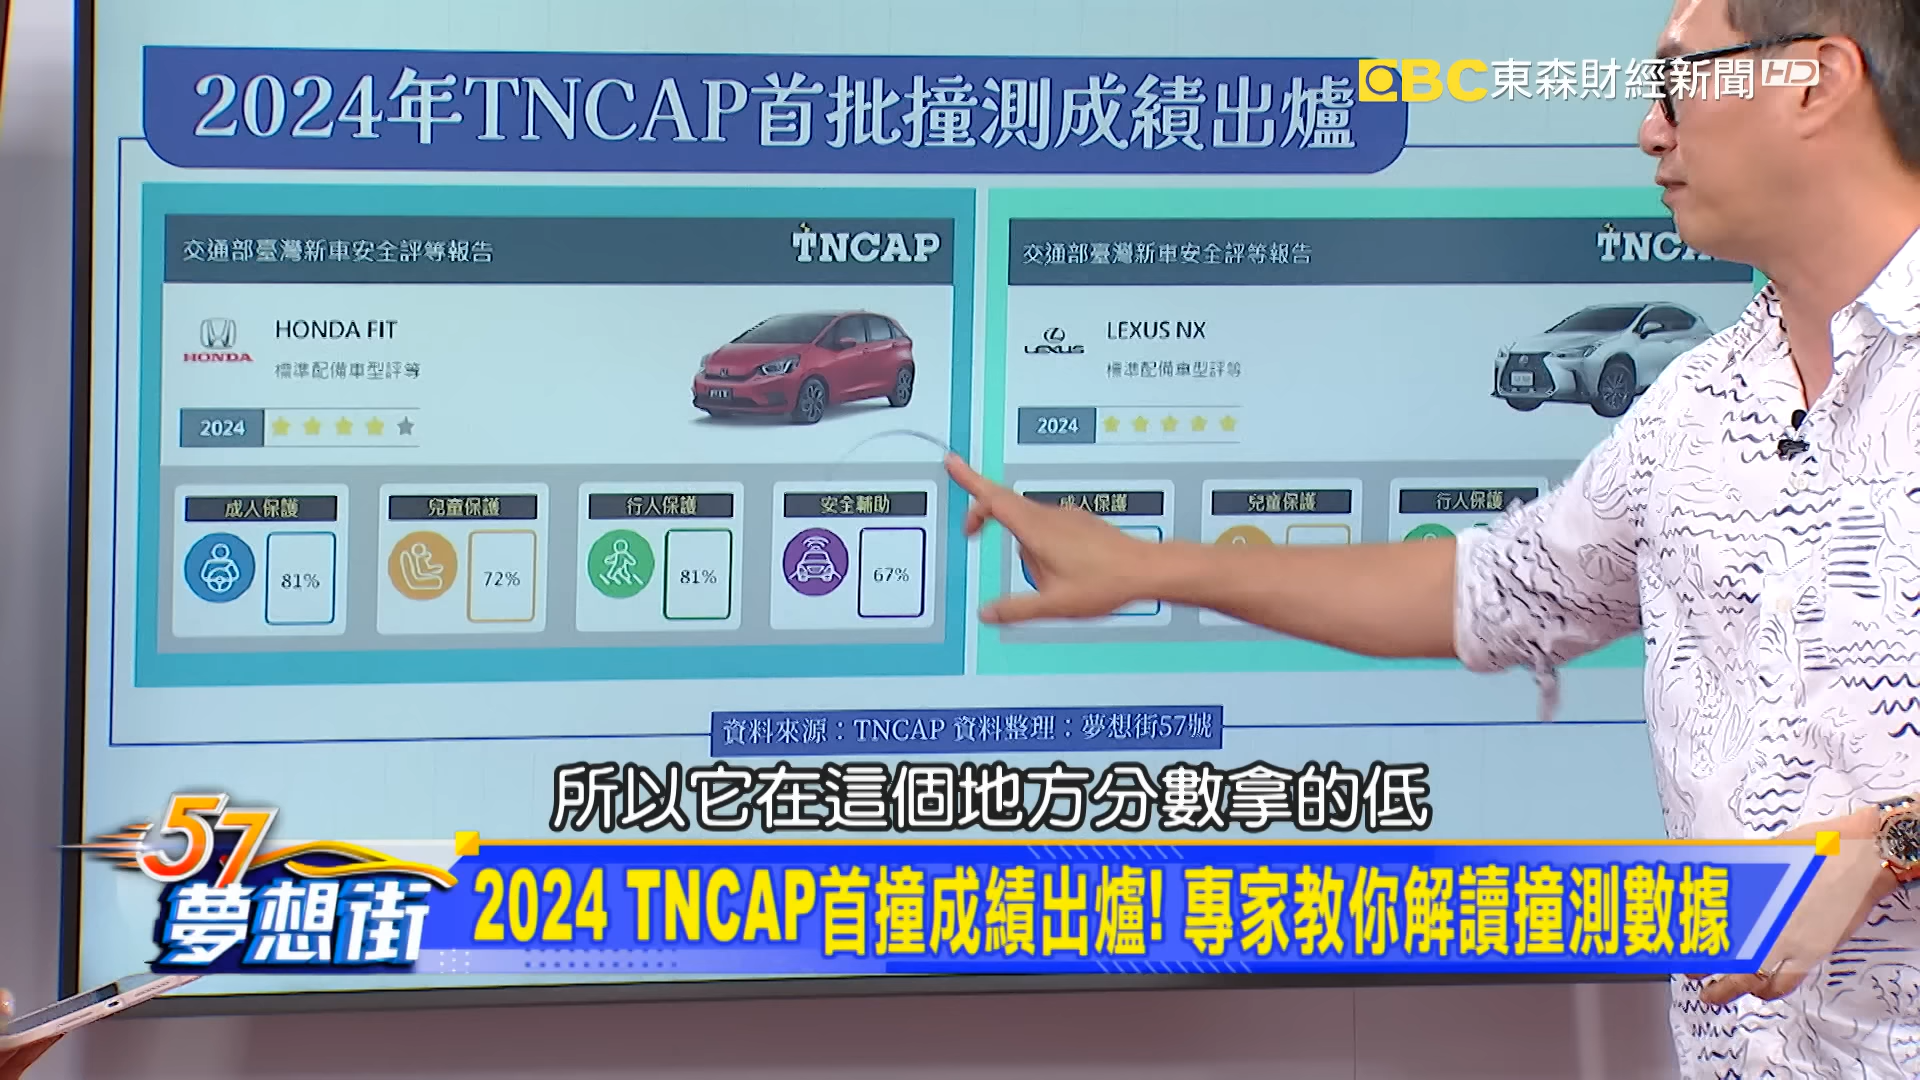 EBC東森財經新聞HD
2024年TNCAP首批撞測成績出爐
交通部臺灣新車安全評等報告
TNCAP
HONDA
HONDA FIT
標準配備車型評等
2024
成人保護
兒童保護
行人保護
安全輔助
81%
72%
81%
67%
交通部臺灣新車安全評等報告
LEXUS
LEXUS NX
標準配備車型評等
2024
成人保護
兒童保護
行人保護
資料來源：TNCAP 資料整理：夢想街57號
所以它在這個地方分數拿的低
57
夢想街
2024 TNCAP首撞成績出爐! 專家教你解讀撞測數據